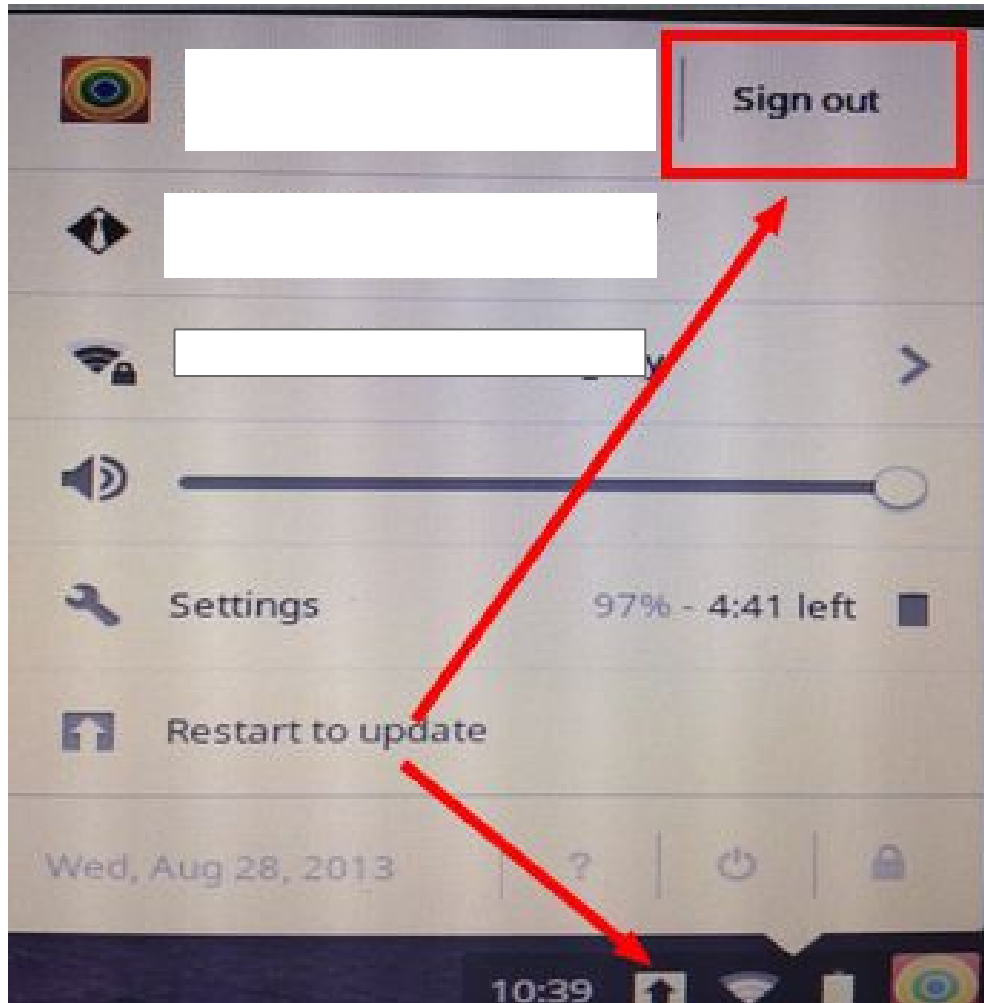 Sign out
Settings 97% - 4:41 left
Restart to update
Wed, Aug 28, 2013 ?
10:39